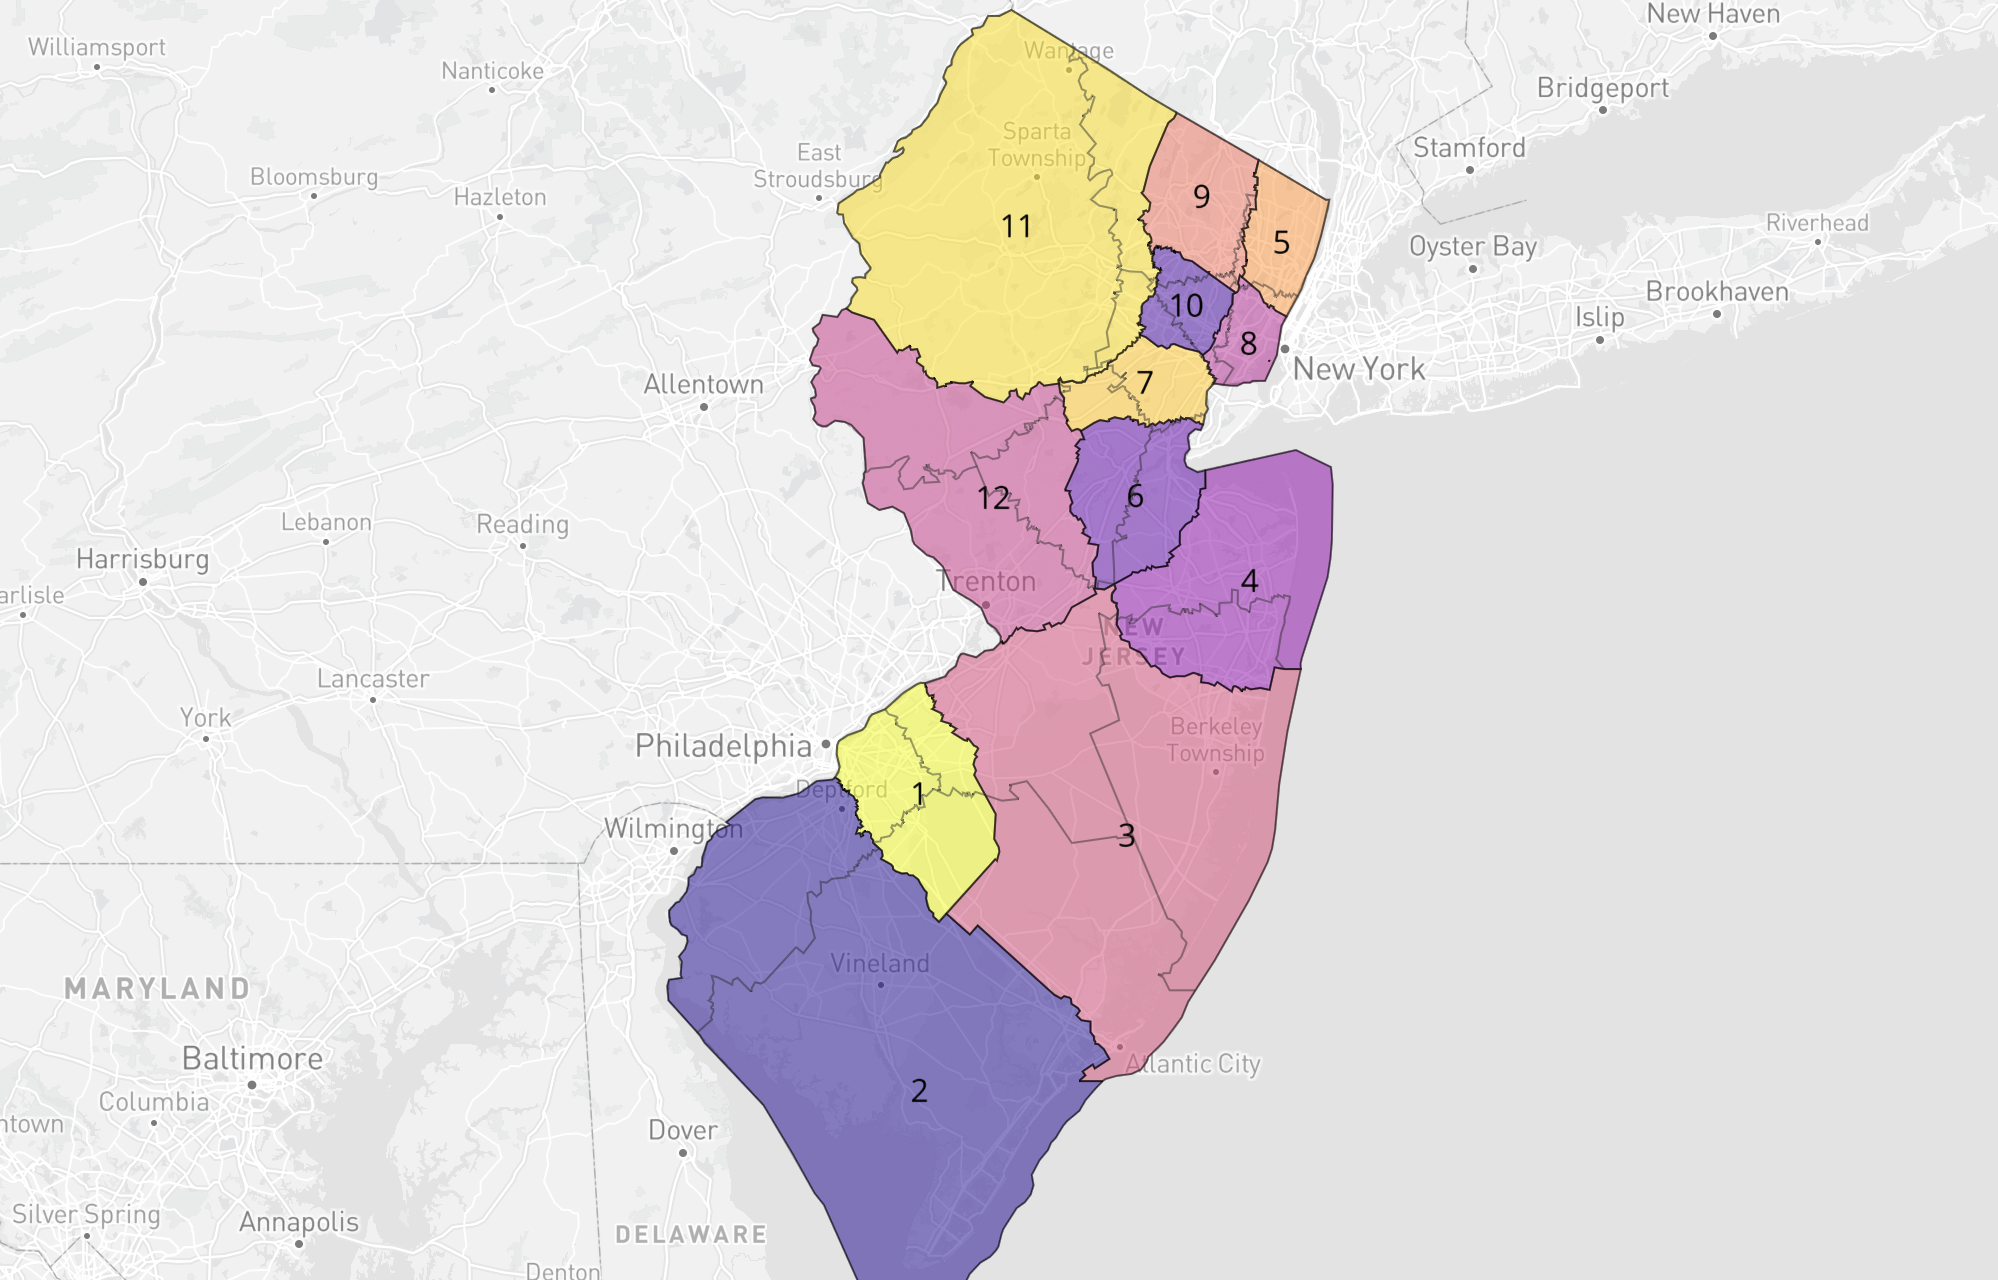 New Haven
Williamsport
Wantage
Nanticoke
Bridgeport
Sparta
Township
Stamford
East
Stroudsburg
Bloomsburg
Hazleton
9
Riverhead
11
5
Oyster Bay
Brookhaven
10
Islip
8
New York
7
Allentown
6
12
Lebanon
Reading
Harrisburg
4
Trenton
arlisle
NEW
JERSEY
Lancaster
York
Berkeley
Township
Philadelphia
Deptford
1
Wilmington
3
Vineland
MARYLAND
Baltimore
Atlantic City
2
Columbia
ntown
Dover
Silver Spring
Annapolis
DELAWARE
Denton